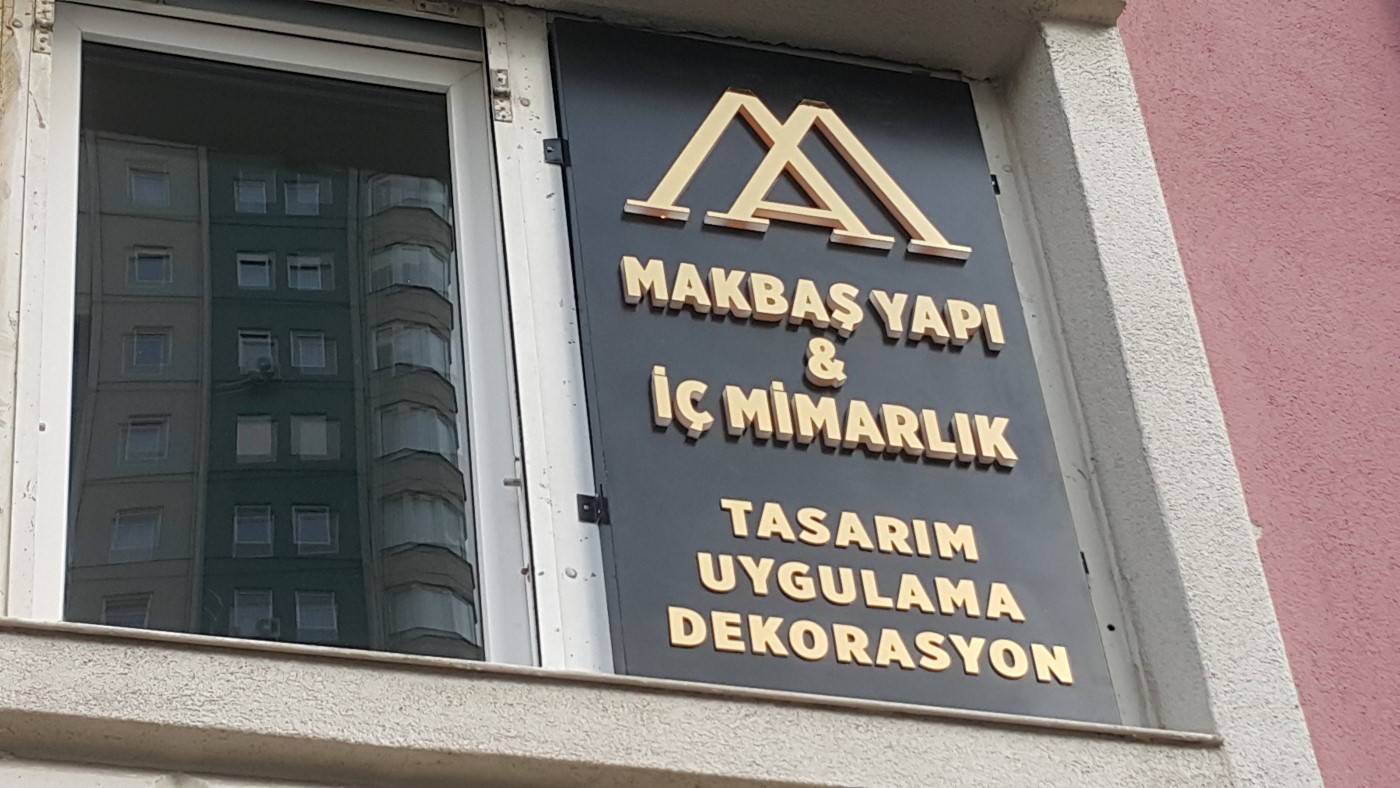 MAKBAŞ YAPI
&
İÇ MİMARLIK
TASARIM
UYGULAMA
DEKORASYON